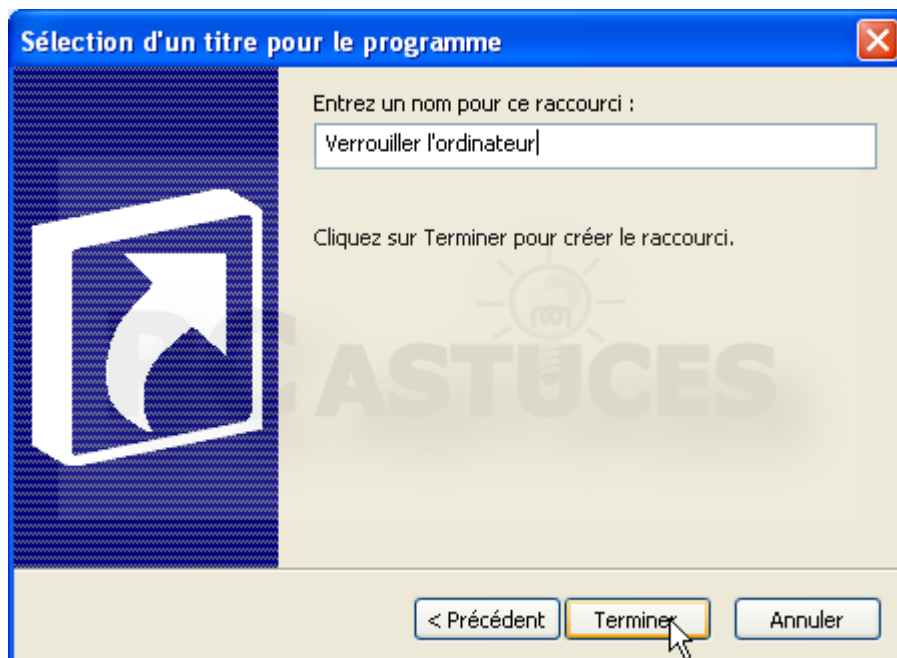 Sélection d'un titre pour le programme
Entrez un nom pour ce raccourci :
Verrouiller l'ordinateur
Cliquez sur Terminer pour créer le raccourci.
PC ASTUCES
< Précédent
Terminer
Annuler